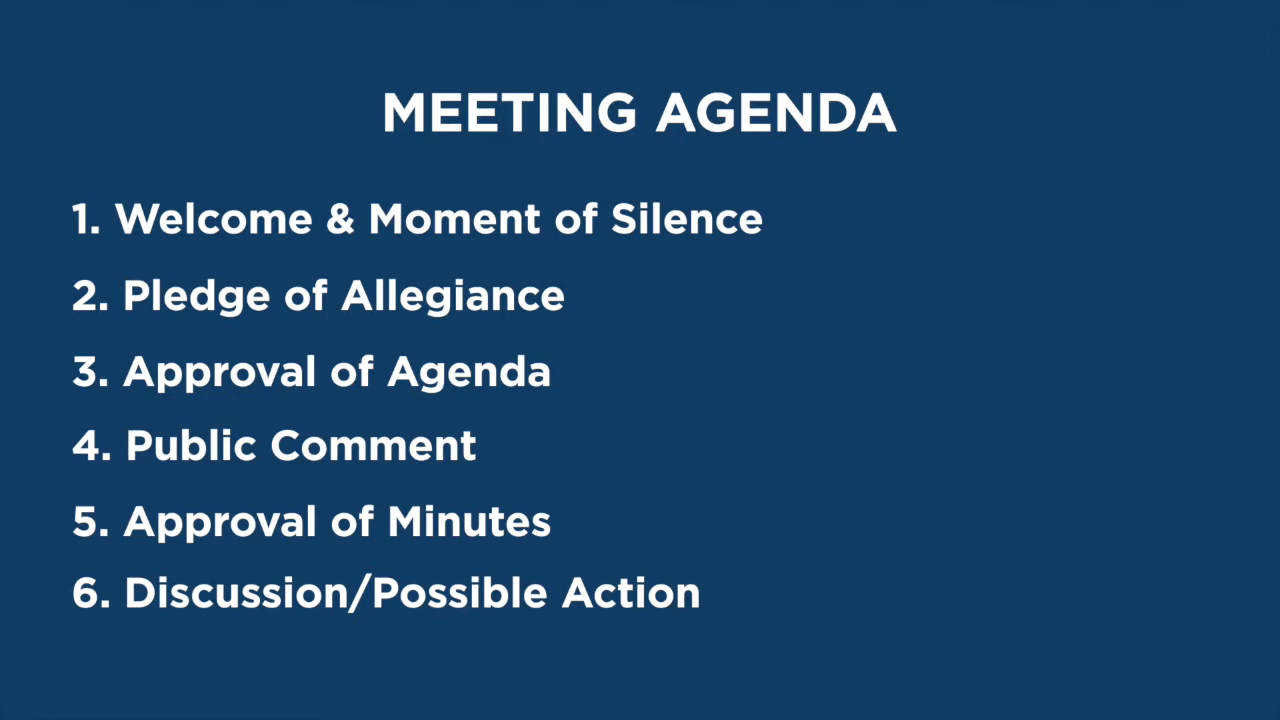 MEETING AGENDA
1. Welcome & Moment of Silence
2. Pledge of Allegiance
3. Approval of Agenda
4. Public Comment
5. Approval of Minutes
6. Discussion/Possible Action